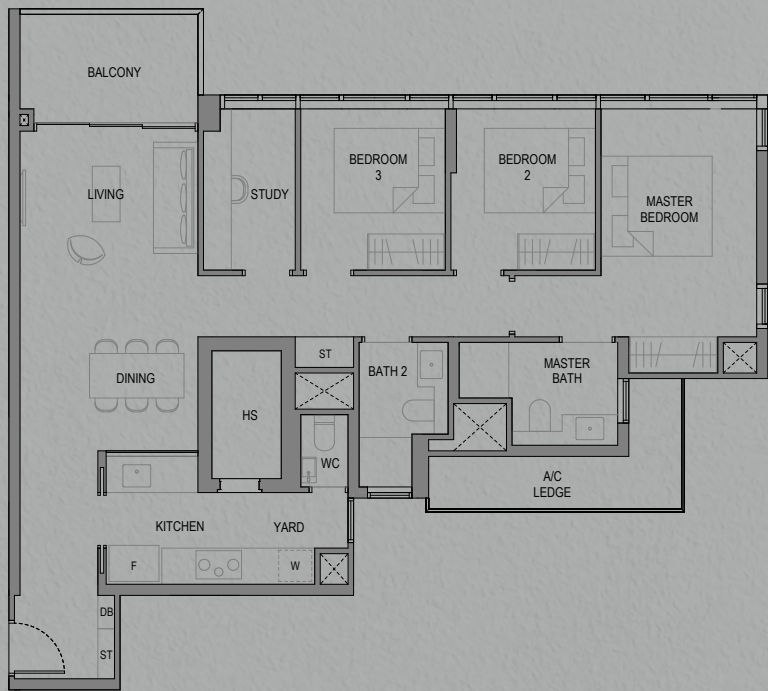 BALCONY
LIVING
STUDY
BEDROOM
3
BEDROOM
2
MASTER
BEDROOM
DINING
HS
ST
BATH 2
MASTER
BATH
WC
A/C
LEDGE
KITCHEN
YARD
F
W
DB
ST